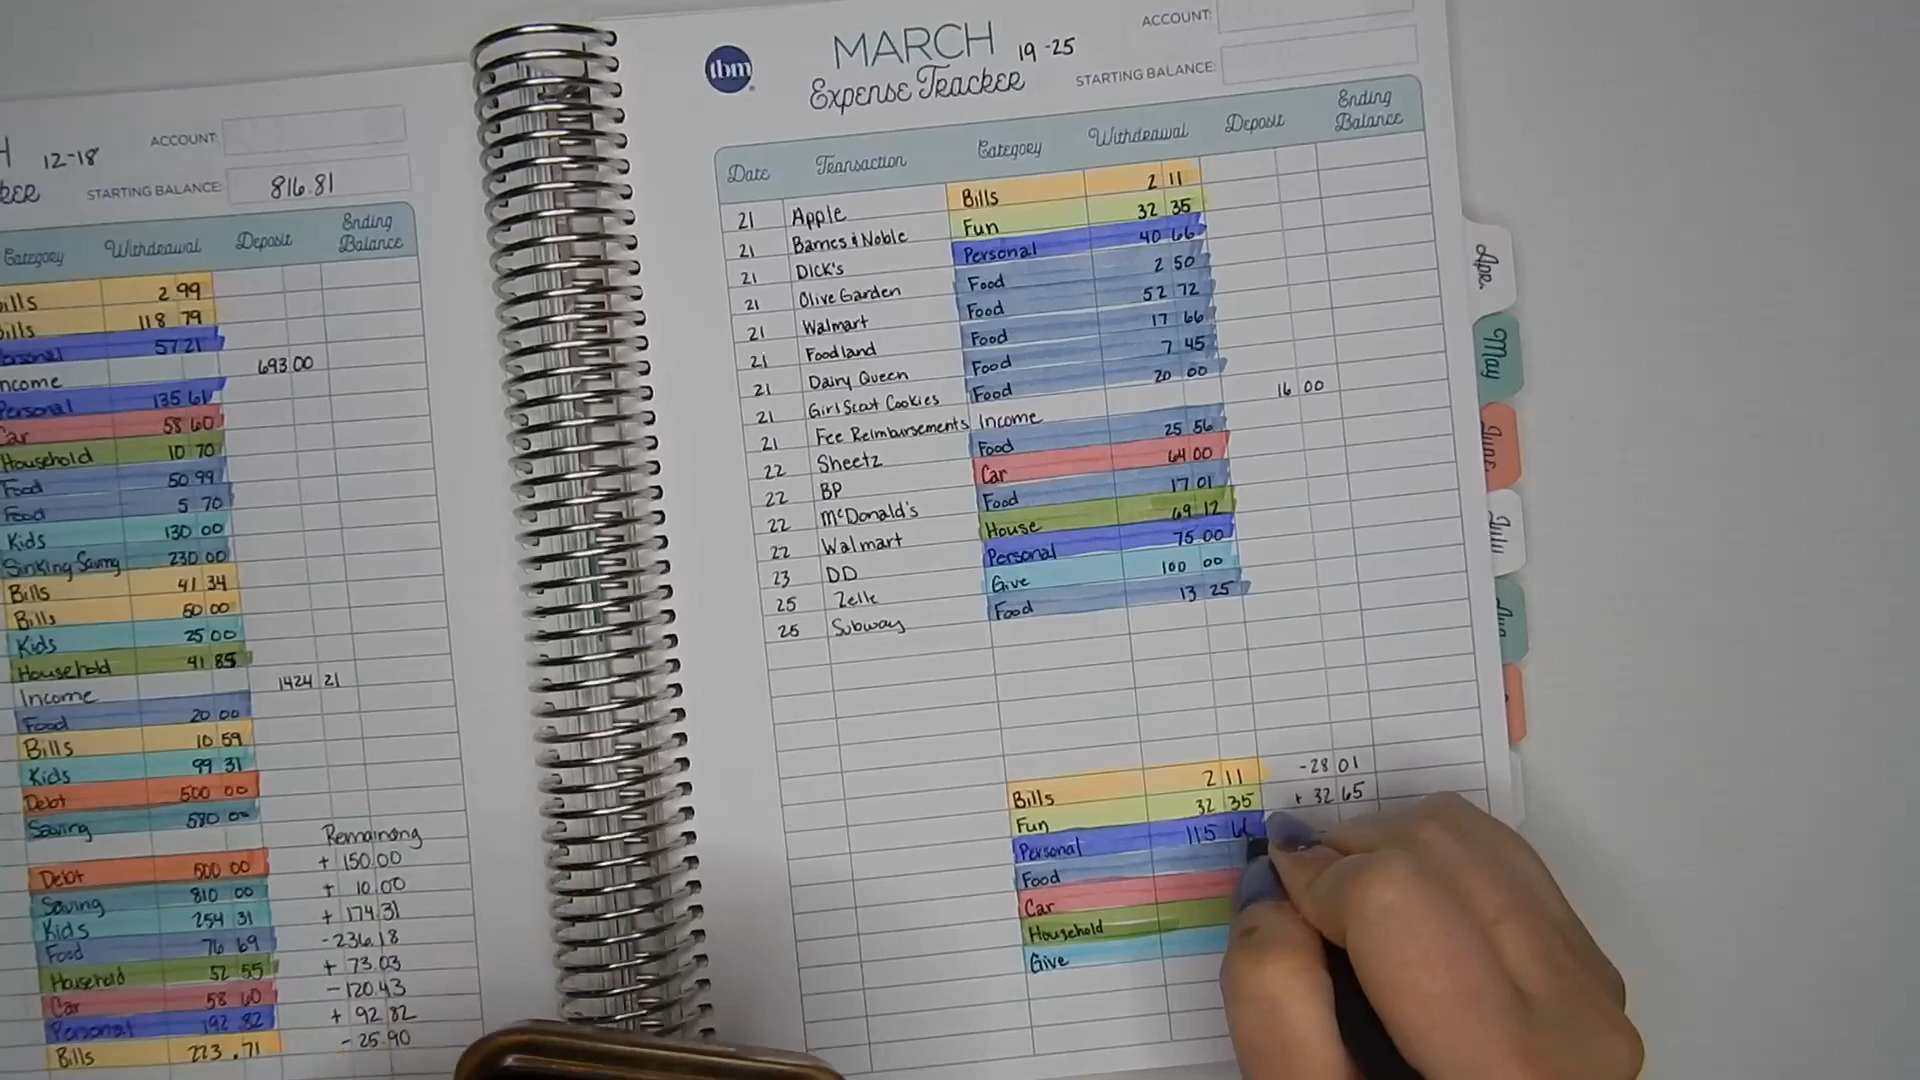 H 12-18
ACCOUNT:
STARTING BALANCE: 816.81
Category Withdrawal Deposit Ending Balance
Bills 2 99
Bills 118 79
Personal 57 21
Income 693 00
Personal 135 61
Car 58 60
Household 10 70
Food 50 99
Food 5 70
Kids 130 00
Sinking Saving 230 00
Bills 41 34
Bills 50 00
Kids 25 00
Household 41 85
Income 1424 21
Food 20 00
Bills 10 59
Kids 99 31
Debt 500 00
Saving 580 00
Remaining
Debt 500 00 + 150.00
Saving 810 00 + 10.00
Kids 254 31 + 174.31
Food 76 69 - 236.18
Household 52 55 + 73.03
Car 58 60 - 120.43
Personal 192 82 + 92 82
Bills 223.71 - 25.90
tbm
MARCH 19-25
Expense Tracker
ACCOUNT:
STARTING BALANCE:
Date Transaction Category Withdrawal Deposit Ending Balance
21 Apple Bills 2 11
21 Barnes & Noble Fun 32 35
21 DICK's Personal 40 66
21 Olive Garden Food 2 50
21 Walmart Food 52 72
21 Foodland Food 17 66
21 Dairy Queen Food 7 45
21 Girl Scout Cookies Food 20 00
21 Fee Reimbursements Income 16 00
22 Sheetz Food 25 56
22 BP Car 64 00
22 McDonald's Food 17 01
22 Walmart House 69 12
23 DD Personal 75 00
25 Zelle Give 100 00
25 Subway Food 13 25
Bills 2 11 -28 01
Fun 32 35 + 32 65
Personal 115 6
Food
Car
Household
Give
Apr.
May
June
July
Aug